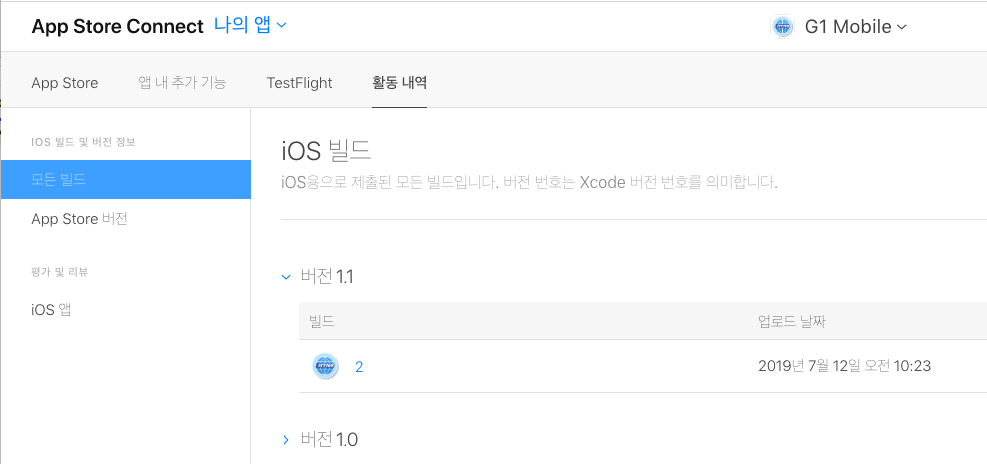 App Store Connect 나의 앱
G1 Mobile
App Store 앱 내 추가 기능 TestFlight 활동 내역
IOS 빌드 및 버전 정보
모든 빌드
App Store 버전
평가 및 리뷰
iOS 앱
iOS 빌드
iOS용으로 제출된 모든 빌드입니다. 버전 번호는 Xcode 버전 번호를 의미합니다.
버전 1.1
빌드 업로드 날짜
2 2019년 7월 12일 오전 10:23
버전 1.0